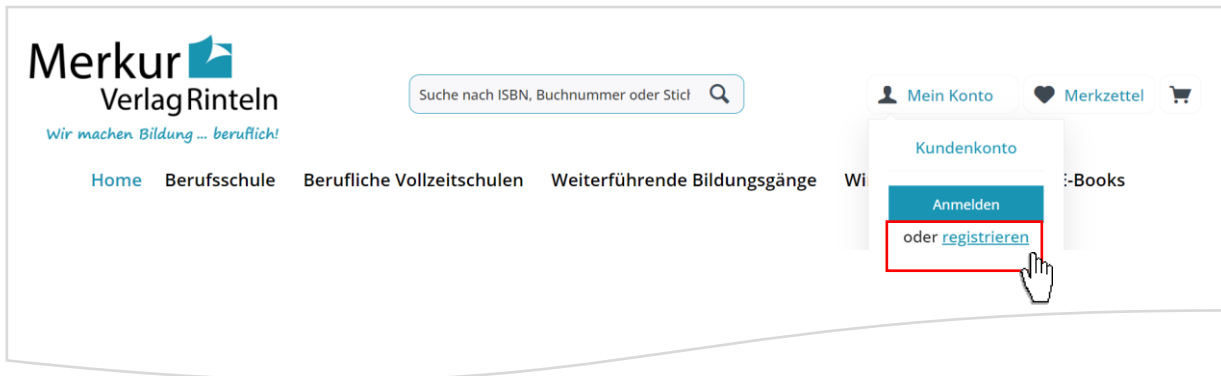 Merkur
Verlag Rinteln
Wir machen Bildung ... beruflich!
Suche nach ISBN, Buchnummer oder Stich
Mein Konto
Merkzettel
Kundenkonto
Home Berufsschule Berufliche Vollzeitschulen Weiterführende Bildungsgänge Wi E-Books
Anmelden
oder registrieren